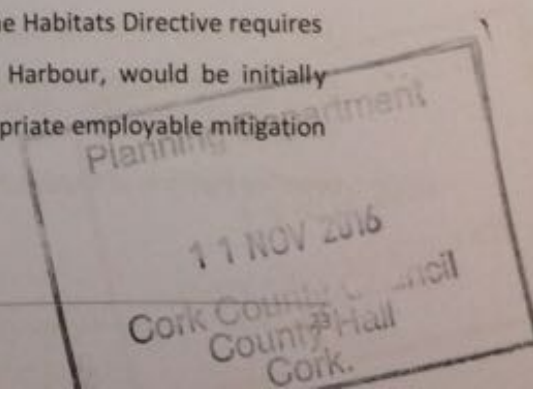 e Habitats Directive requires
Harbour, would be initially
priate employable mitigation
Planning Department
11 NOV 2016
Cork County Council
County Hall
Cork.